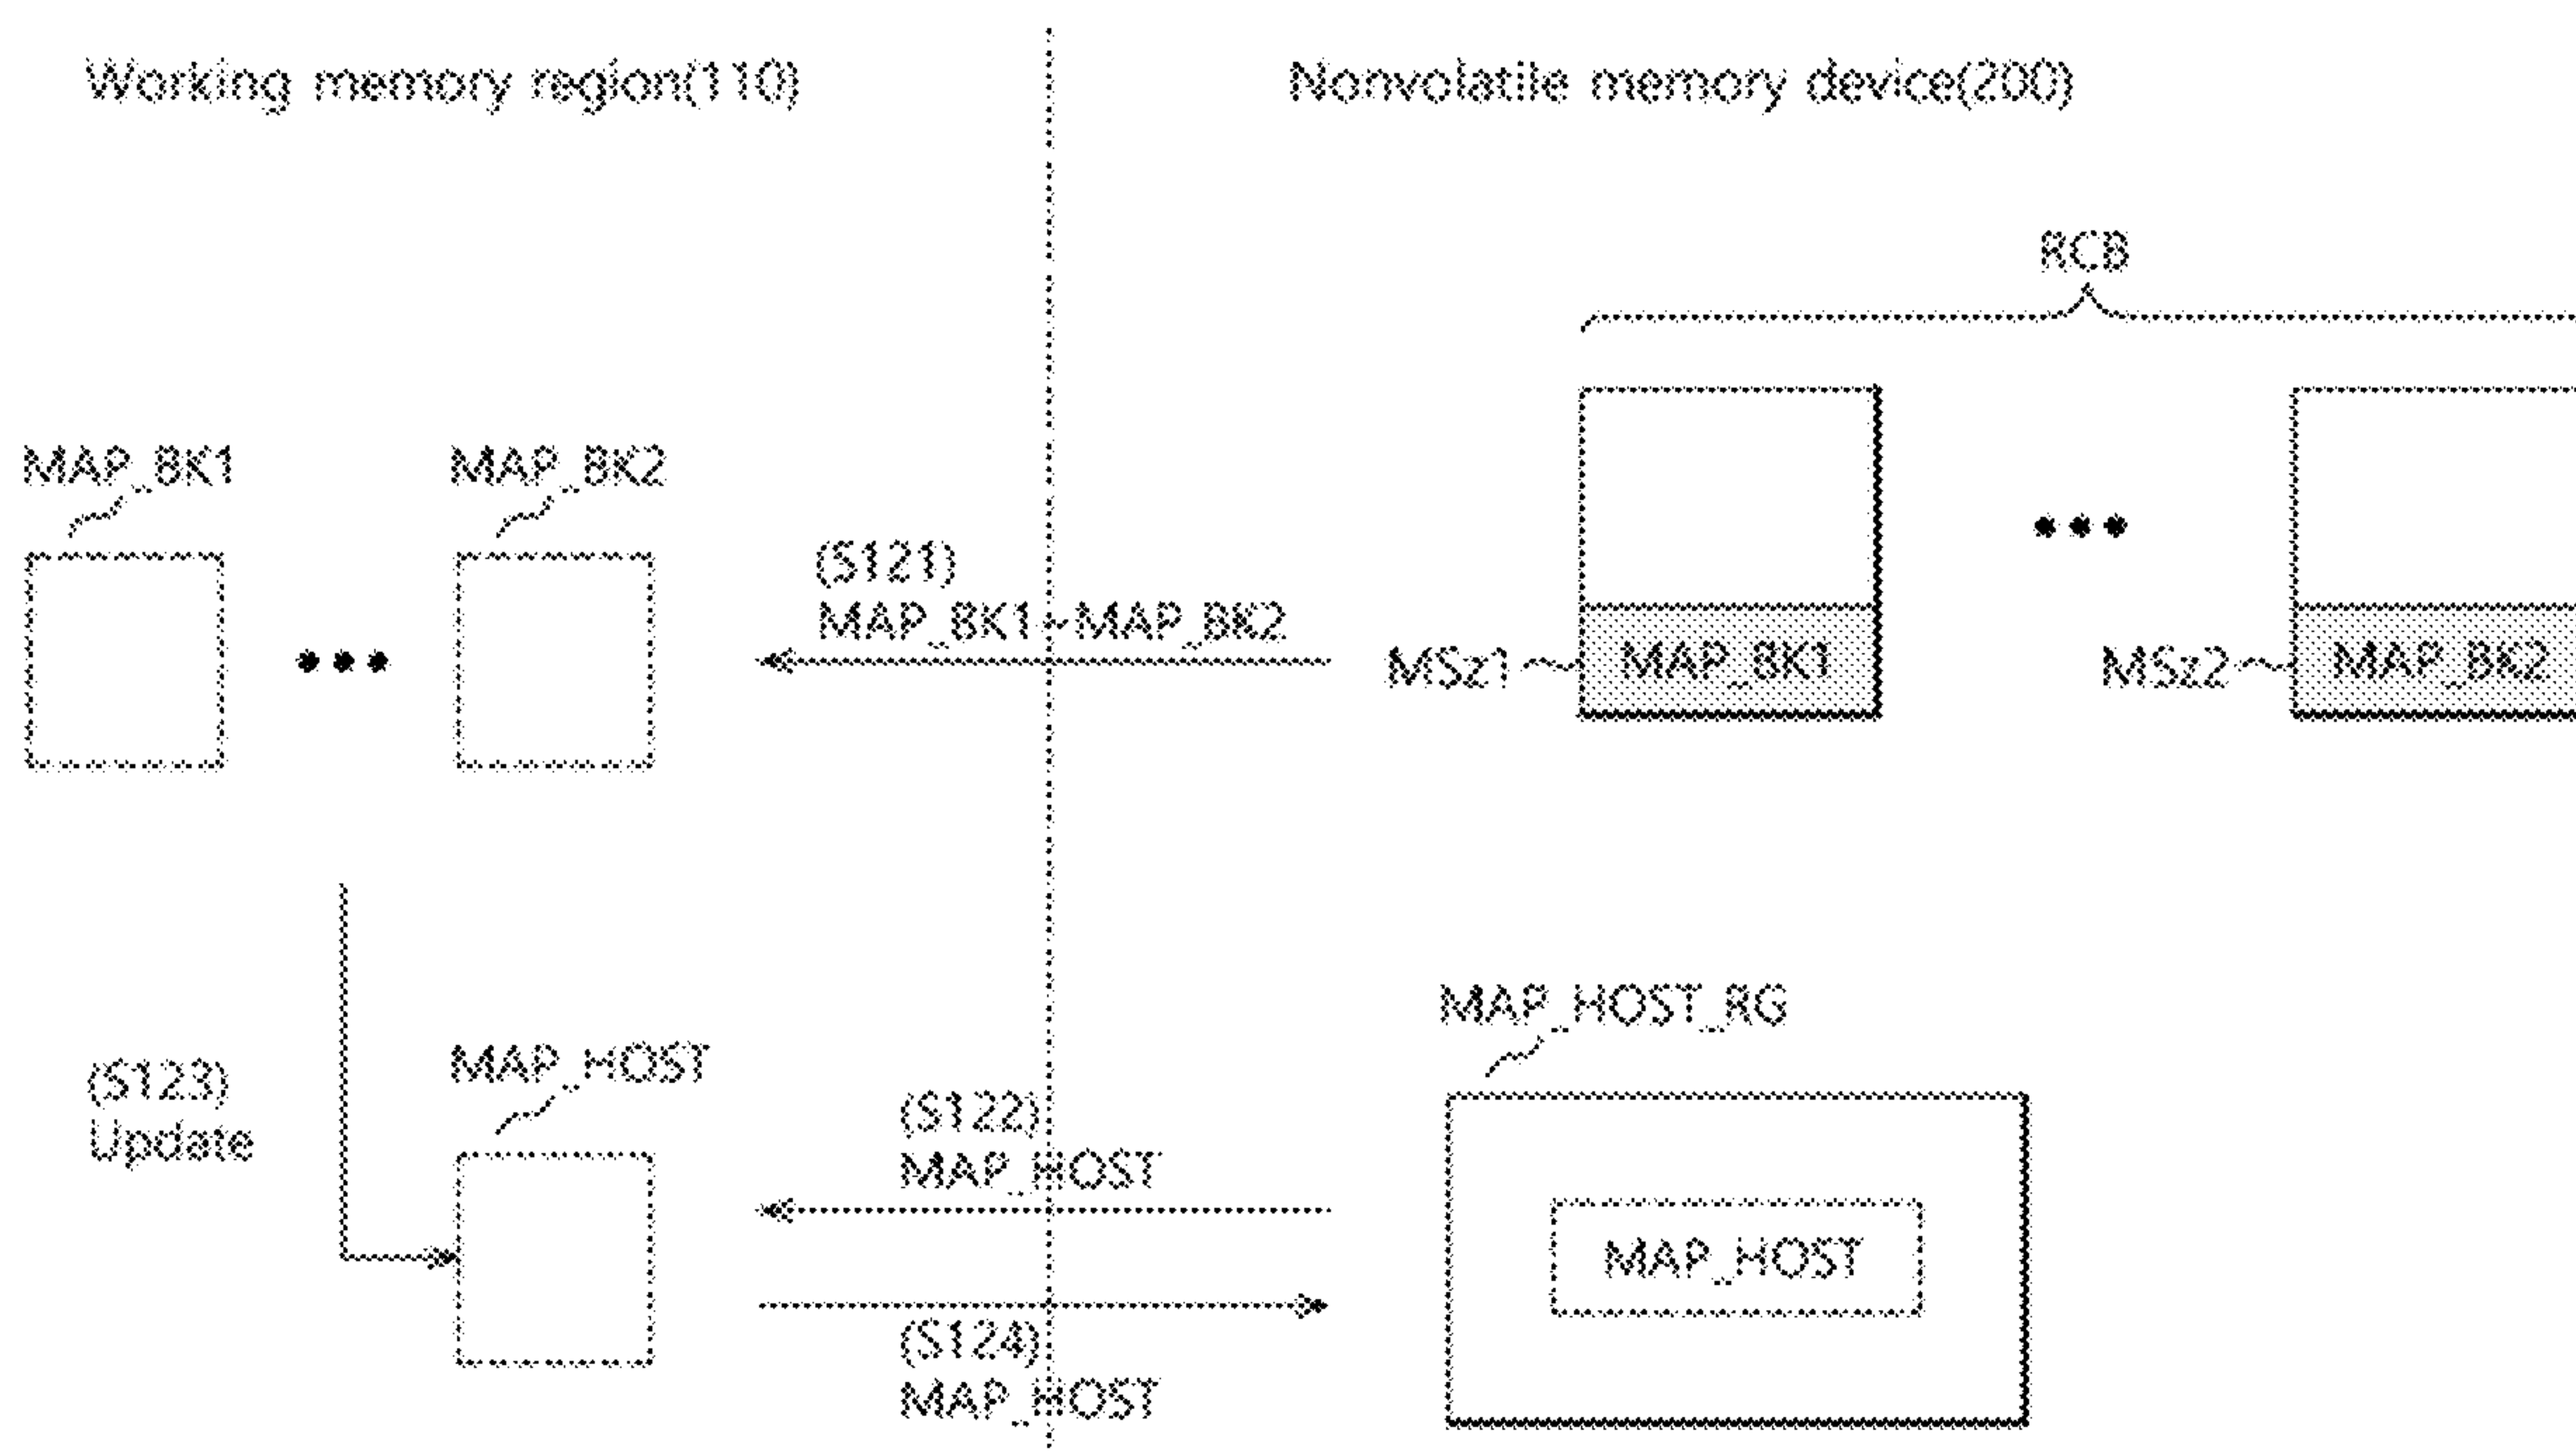 Working memory region(110)
Nonvolatile memory device(200)
RCB
MAP_BK1
MAP_BK2
(S121)
MAP_BK1~MAP_BK2
MSz1
MAP_BK1
MSz2
MAP_BK2
MAP_HOST_RG
(S123)
Update
MAP_HOST
(S122)
MAP_HOST
MAP_HOST
(S124)
MAP_HOST